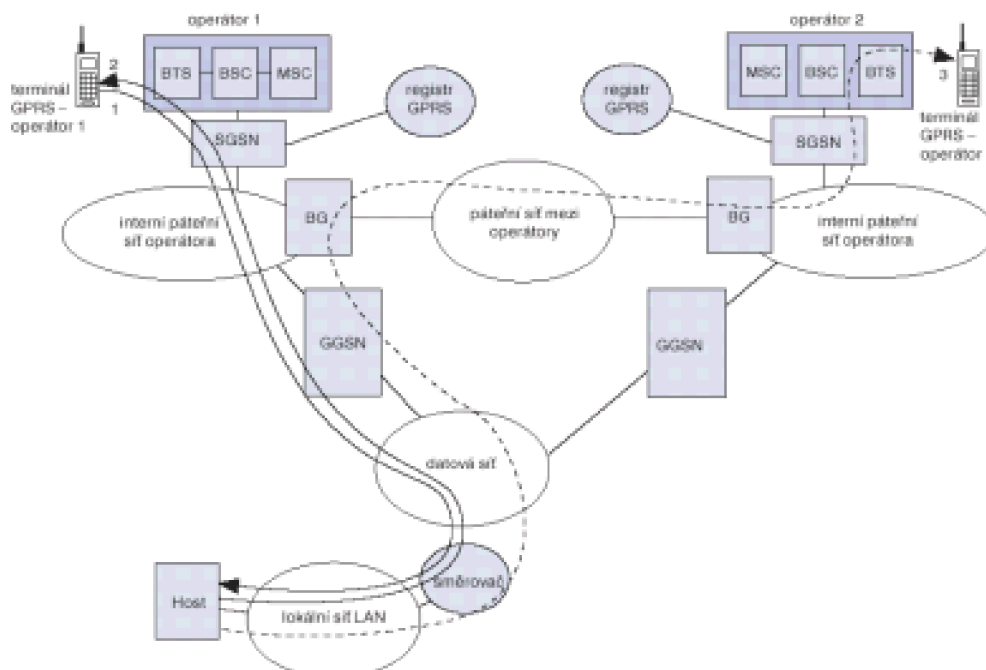 operátor 1
operátor 2
2
BTS
BSC
MSC
MSC
BSC
BTS
3
terminál
GPRS –
operátor 1
1
registr
GPRS
registr
GPRS
terminál
GPRS –
operátor
SGSN
SGSN
interní páteřní
síť operátora
BG
páteřní síť mezi
operátory
BG
interní páteřní
síť operátora
GGSN
GGSN
datová síť
směrovač
Host
lokální síť LAN